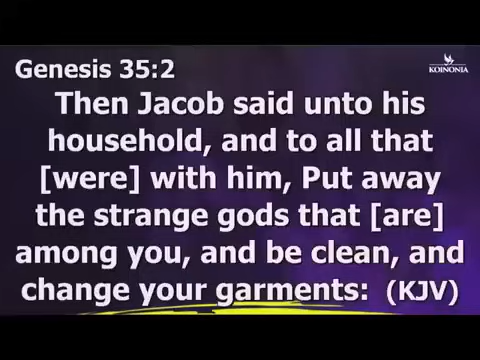 Genesis 35:2
KOINONIA
Then Jacob said unto his
household, and to all that
[were] with him, Put away
the strange gods that [are]
among you, and be clean, and
change your garments: (KJV)